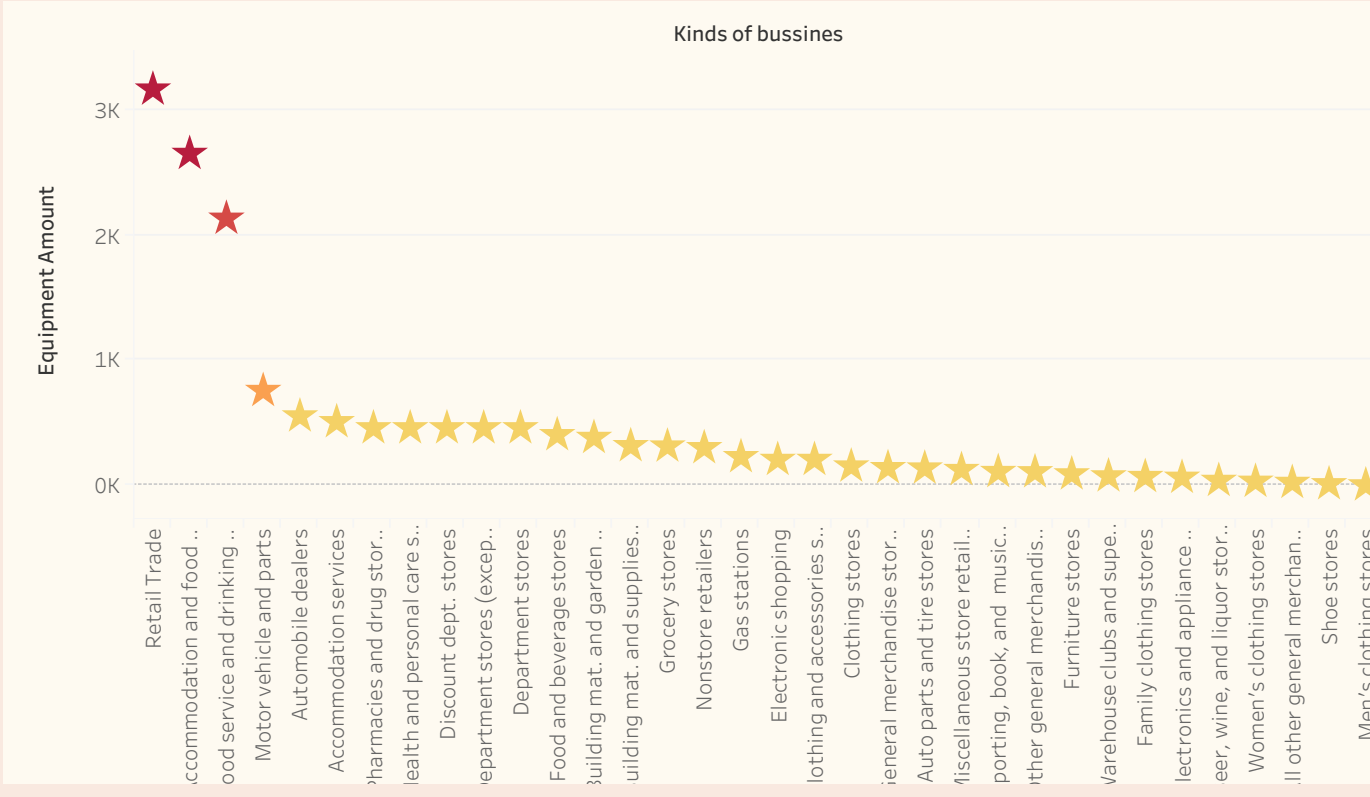 Kinds of bussines
Equipment Amount
3K
2K
1K
0K
Retail Trade
ccommodation and food ..
ood service and drinking ..
Motor vehicle and parts
Automobile dealers
Accommodation services
Pharmacies and drug stor..
ealth and personal care s..
Discount dept. stores
epartment stores (excep..
Department stores
Food and beverage stores
Building mat. and garden ..
uilding mat. and supplies..
Grocery stores
Nonstore retailers
Gas stations
Electronic shopping
lothing and accessories s..
Clothing stores
eneral merchandise stor..
Auto parts and tire stores
Miscellaneous store retail..
porting, book, and music..
ther general merchandis..
Furniture stores
Warehouse clubs and supe..
Family clothing stores
lectronics and appliance ..
eer, wine, and liquor stor..
Women's clothing stores
ll other general merchan..
Shoe stores
Men's clothing stores